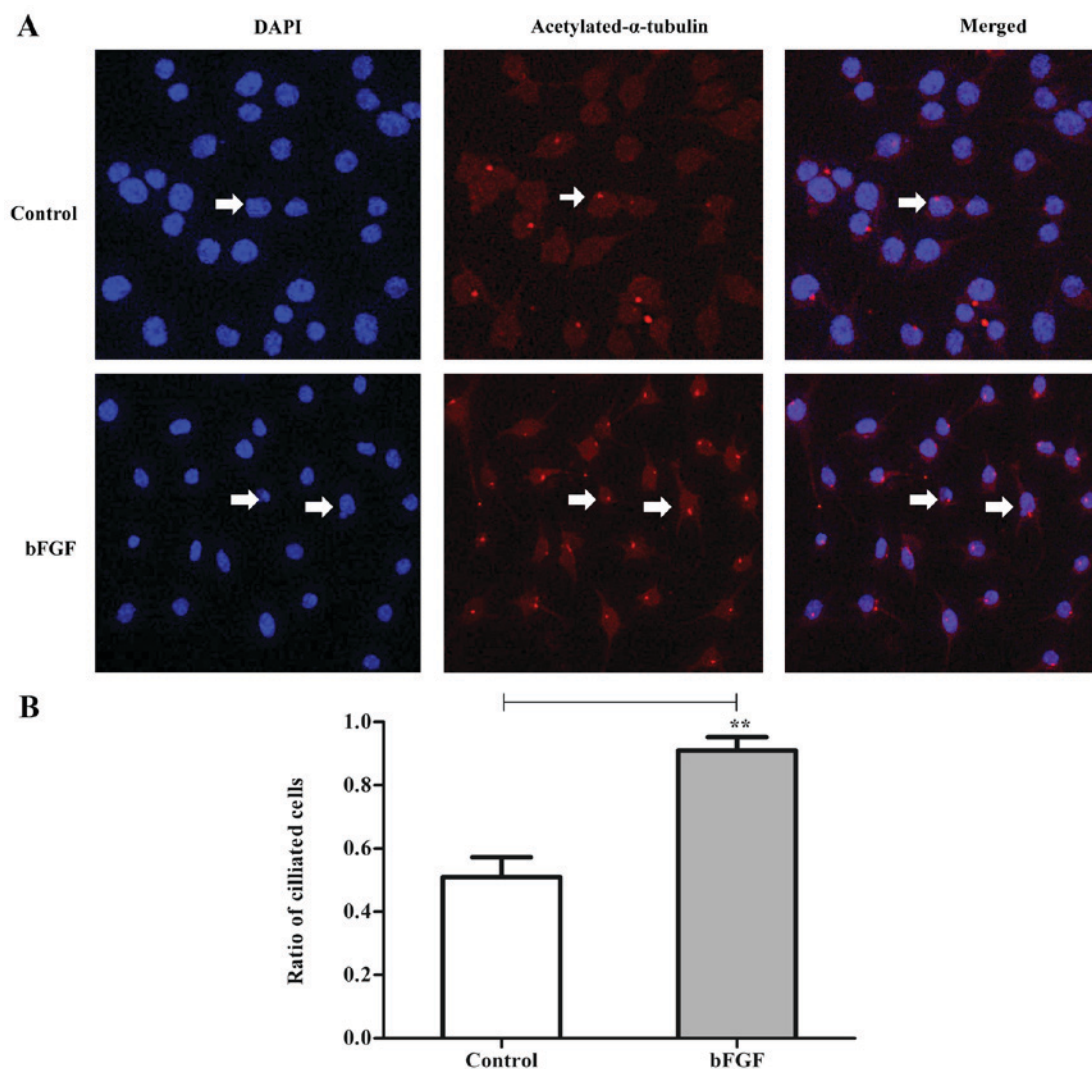 A
DAPI
Acetylated-α-tubulin
Merged
Control
bFGF
B
**
1.0
0.8
0.6
0.4
0.2
0.0
Ratio of cilliated cells
Control
bFGF